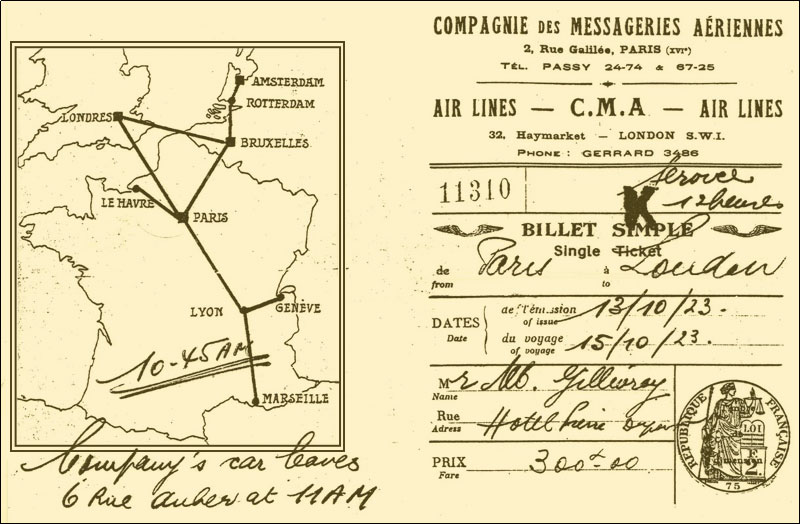 AMSTERDAM
ROTTERDAM
LONDRES
BRUXELLES
LE HAVRE
PARIS
LYON
GENÈVE
MARSEILLE
10-45 AM
Company's car leaves
6 Rue auber at 11 AM
COMPAGNIE DES MESSAGERIES AÉRIENNES
2, Rue Galilée, PARIS (XVIᵉ)
TÉL. PASSY 24-74 & 67-25
AIR LINES — C.M.A — AIR LINES
32, Haymarket — LONDON S.W.I.
PHONE : GERRARD 3486
11310
Service
12 heures
K
BILLET SIMPLE
Single Ticket
de Paris à London
from to
DATES
Date
de l'émission 13/10/23.
of issue
du voyage 15/10/23.
of voyage
Mr
Name
Rue Hotel
Adress
PRIX 300 f 00
Fare
RÉPUBLIQUE FRANÇAISE
LOI
F
2.
dimension
75